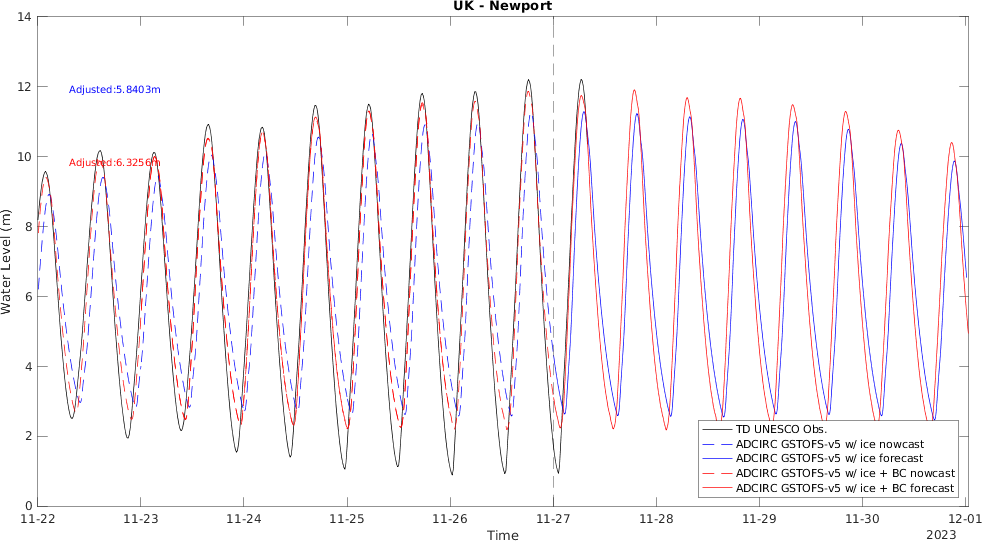 UK - Newport
14
12
10
8
6
4
2
0
Water Level (m)
Adjusted:5.8403m
Adjusted:6.3256m
TD UNESCO Obs.
ADCIRC GSTOFS-v5 w/ ice nowcast
ADCIRC GSTOFS-v5 w/ ice forecast
ADCIRC GSTOFS-v5 w/ ice + BC nowcast
ADCIRC GSTOFS-v5 w/ ice + BC forecast
11-22 11-23 11-24 11-25 11-26 11-27 11-28 11-29 11-30 12-01
Time
2023